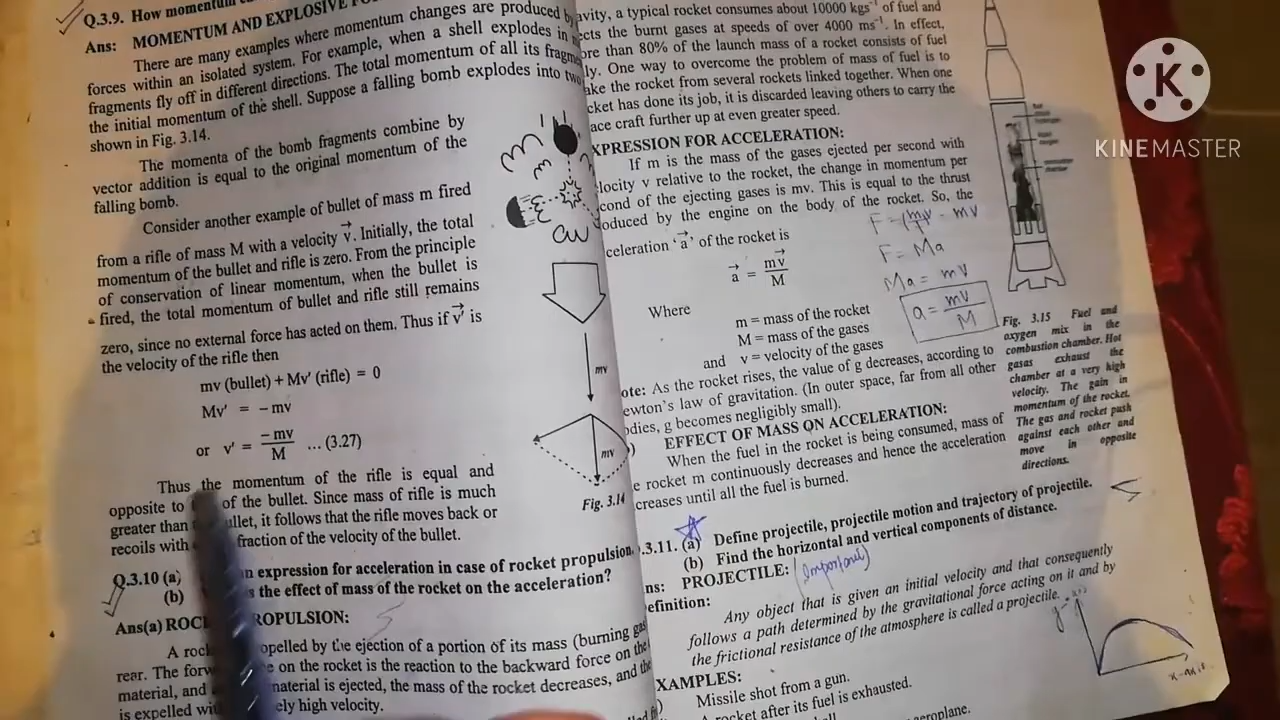 Q.3.9. How momentum
Ans: MOMENTUM AND EXPLOSIVE
There are many examples where momentum changes are produced by
forces within an isolated system. For example, when a shell explodes in
fragments fly off in different directions. The total momentum of all its
the initial momentum of the shell. Suppose a falling bomb explodes into two
shown in Fig. 3.14.
The momenta of the bomb fragments combine by
vector addition is equal to the original momentum of the
falling bomb.
Consider another example of bullet of mass m fired
from a rifle of mass M with a velocity v⃗. Initially, the total
momentum of the bullet and rifle is zero. From the principle
of conservation of linear momentum, when the bullet is
fired, the total momentum of bullet and rifle still remains
zero, since no external force has acted on them. Thus if v⃗' is
the velocity of the rifle then
mv (bullet) + Mv' (rifle) = 0
Mv' = −mv
or v' = −mv/M ... (3.27)
Thus the momentum of the rifle is equal and
opposite to of the bullet. Since mass of rifle is much
greater than ullet, it follows that the rifle moves back or
recoils with fraction of the velocity of the bullet.
mv
mv
Fig. 3.14
Q.3.10 (a) n expression for acceleration in case of rocket propulsion.
(b) s the effect of mass of the rocket on the acceleration?
Ans(a) ROC ROPULSION:
A rock opelled by the ejection of a portion of its mass (burning gas
rear. The forw e on the rocket is the reaction to the backward force on the
material, and material is ejected, the mass of the rocket decreases, and the
is expelled wi ely high velocity.
avity, a typical rocket consumes about 10000 kgs⁻¹ of fuel and
ects the burnt gases at speeds of over 4000 ms⁻¹. In effect,
ore than 80% of the launch mass of a rocket consists of fuel
ly. One way to overcome the problem of mass of fuel is to
ake the rocket from several rockets linked together. When one
cket has done its job, it is discarded leaving others to carry the
ace craft further up at even greater speed.
XPRESSION FOR ACCELERATION:
If m is the mass of the gases ejected per second with
locity v relative to the rocket, the change in momentum per
cond of the ejecting gases is mv. This is equal to the thrust
oduced by the engine on the body of the rocket. So, the
celeration 'a⃗' of the rocket is
a⃗ = mv⃗/M
Where
m = mass of the rocket
M = mass of the gases
and v = velocity of the gases
F = Ma
Ma = mv
a = mv/M
ote: As the rocket rises, the value of g decreases, according to
ewton's law of gravitation. (In outer space, far from all other
odies, g becomes negligibly small).
) EFFECT OF MASS ON ACCELERATION:
When the fuel in the rocket is being consumed, mass of
e rocket m continuously decreases and hence the acceleration
creases until all the fuel is burned.
Fig. 3.15 Fuel and
oxygen mix in the
combustion chamber. Hot
gasas exhaust the
chamber at a very high
velocity. The gain in
momentum of the rocket.
The gas and rocket push
against each other and
move in opposite
directions.
.3.11. (a) Define projectile, projectile motion and trajectory of projectile.
(b) Find the horizontal and vertical components of distance.
ns: PROJECTILE: (Important)
efinition:
Any object that is given an initial velocity and that consequently
follows a path determined by the gravitational force acting on it and by
the frictional resistance of the atmosphere is called a projectile.
x-axis
XAMPLES:
Missile shot from a gun.
A rocket after its fuel is exhausted.
aeroplane.
K
KINEMASTER